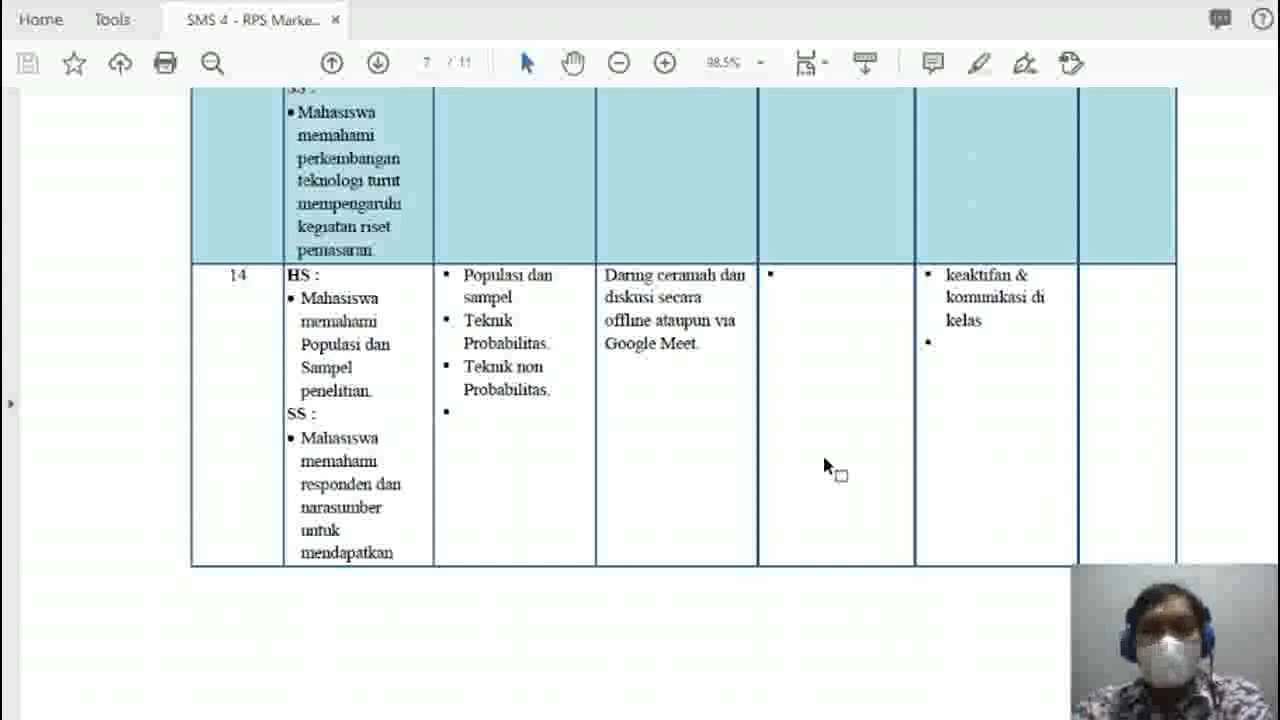 Home Tools SMS 4 - RPS Marke... ×
7 / 11 98.5%
SS :
• Mahasiswa
memahami
perkembangan
teknologi turut
mempengaruhi
kegiatan riset
pemasaran.
14
HS :
• Mahasiswa
memahami
Populasi dan
Sampel
penelitian.
SS :
• Mahasiswa
memahami
responden dan
narasumber
untuk
mendapatkan
▪ Populasi dan
sampel
▪ Teknik
Probabilitas.
▪ Teknik non
Probabilitas.
▪
Daring ceramah dan
diskusi secara
offline ataupun via
Google Meet.
▪
▪ keaktifan &
komunikasi di
kelas
▪